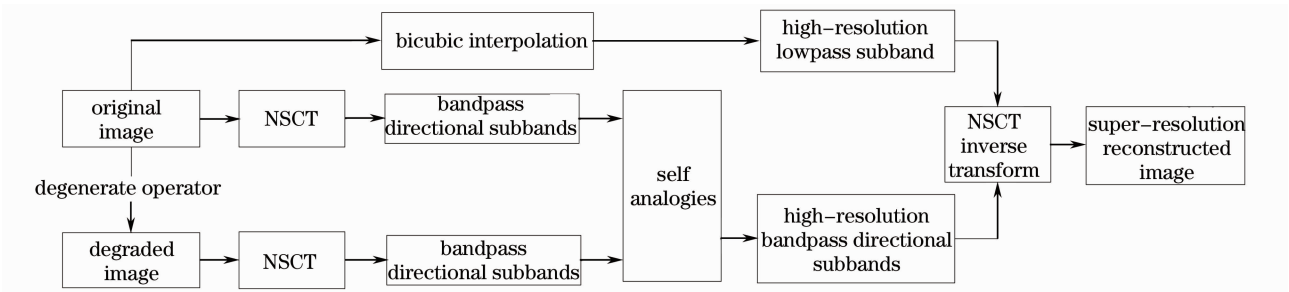 bicubic interpolation
high-resolution
lowpass subband
original
image
NSCT
bandpass
directional subbands
self
analogies
NSCT
inverse
transform
super-resolution
reconstructed
image
degenerate operator
degraded
image
NSCT
bandpass
directional subbands
high-resolution
bandpass directional
subbands